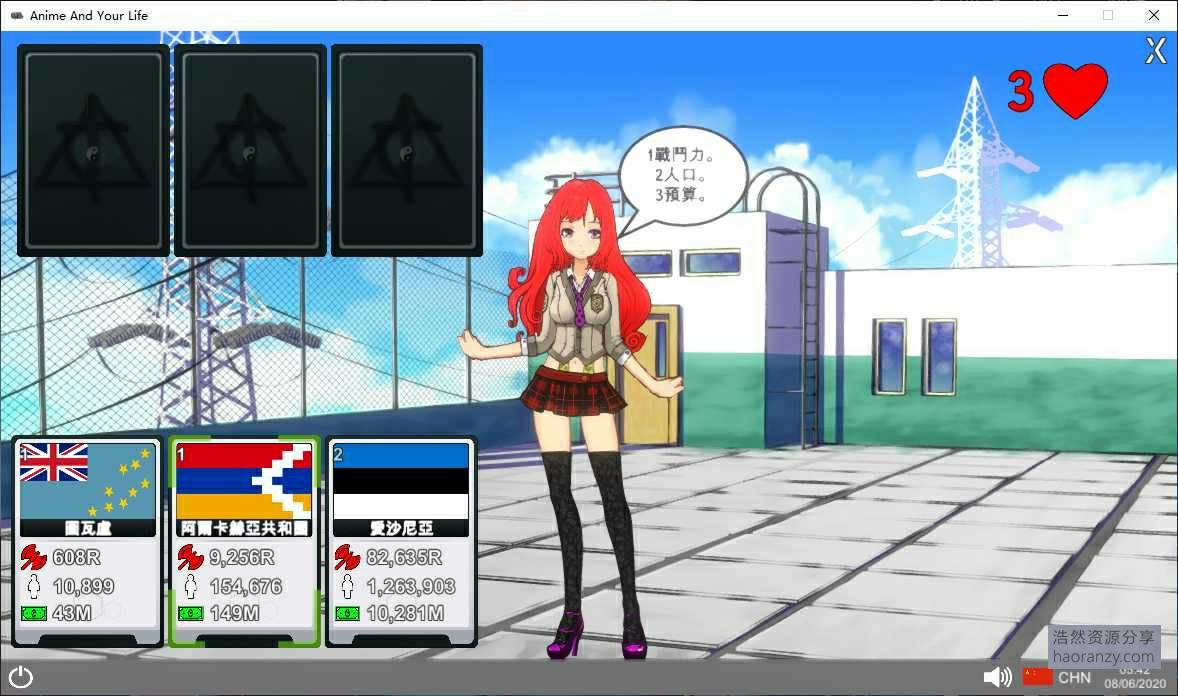 Anime And Your Life
X
3
1戰鬥力。
2人口。
3預算。
1
圖瓦盧
608R
10,899
43M
1
阿爾卡赫亞共和國
9,256R
154,676
149M
2
愛沙尼亞
82,635R
1,263,903
10,281M
浩然资源分享
haoranzy.com
CHN
05:42
08/06/2020